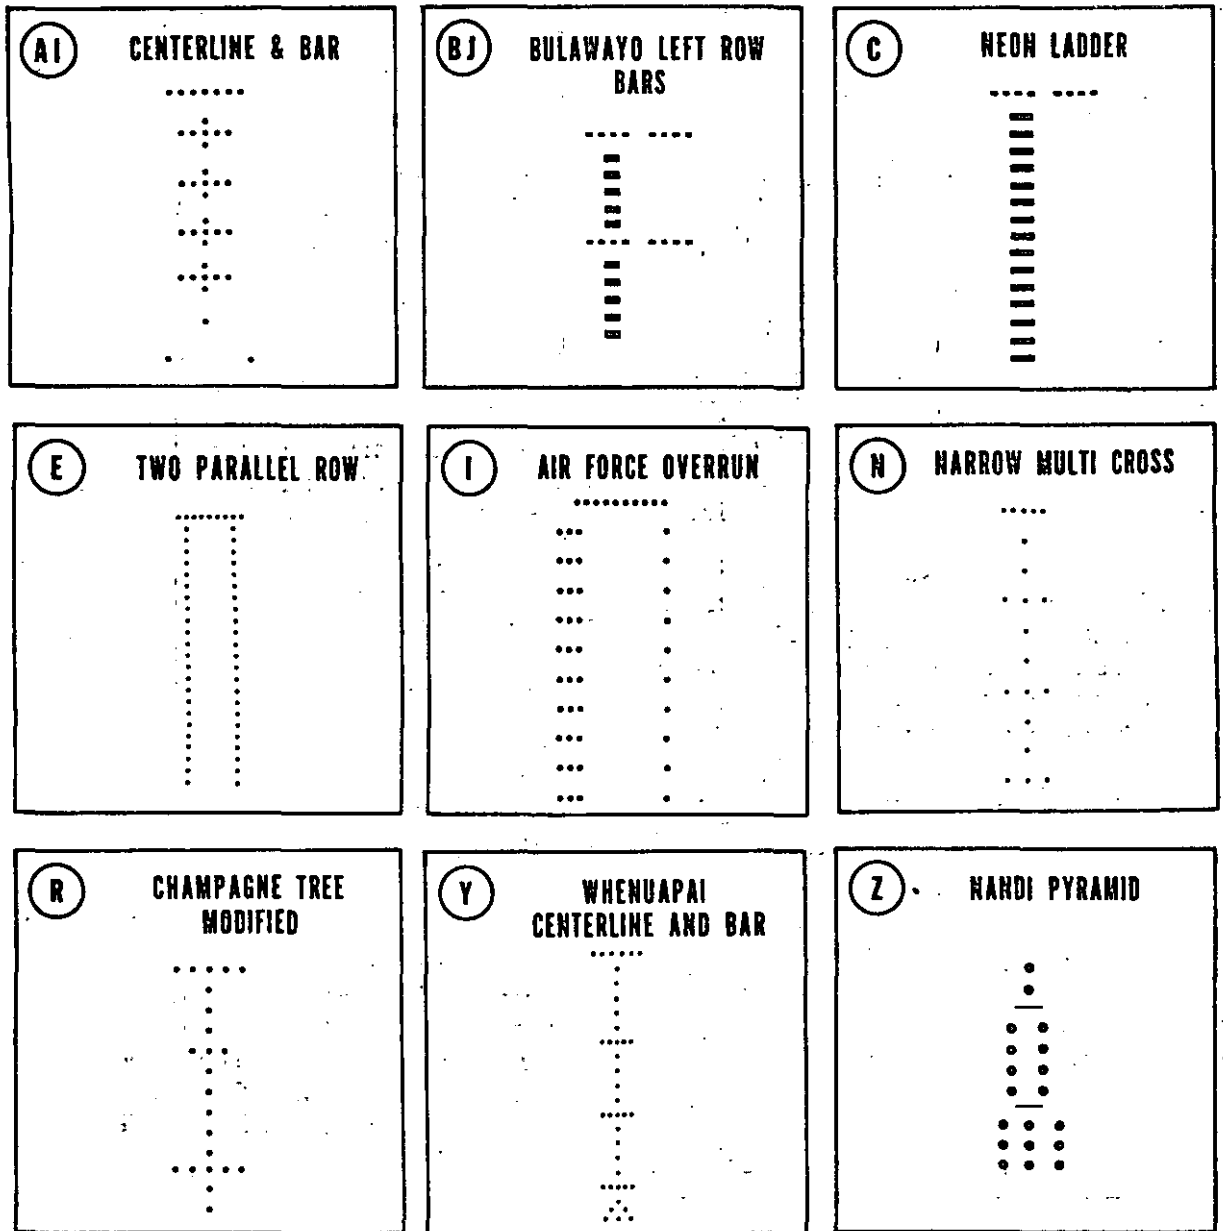 AI CENTERLINE & BAR
BJ BULAWAYO LEFT ROW
BARS
C NEON LADDER
E TWO PARALLEL ROW
I AIR FORCE OVERRUN
N NARROW MULTI CROSS
R CHAMPAGNE TREE
MODIFIED
Y WHENUAPAI
CENTERLINE AND BAR
Z NANDI PYRAMID